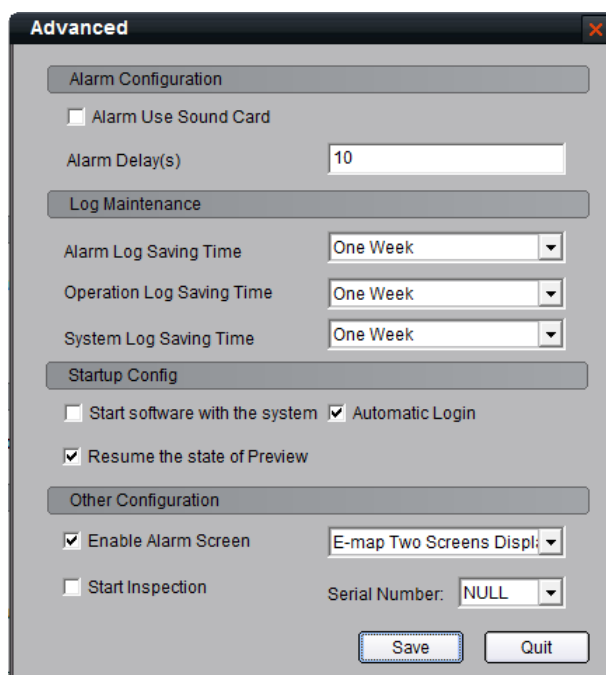 Advanced
Alarm Configuration
Alarm Use Sound Card
Alarm Delay(s) 10
Log Maintenance
Alarm Log Saving Time One Week
Operation Log Saving Time One Week
System Log Saving Time One Week
Startup Config
Start software with the system Automatic Login
Resume the state of Preview
Other Configuration
Enable Alarm Screen E-map Two Screens Displ
Start Inspection Serial Number: NULL
Save Quit